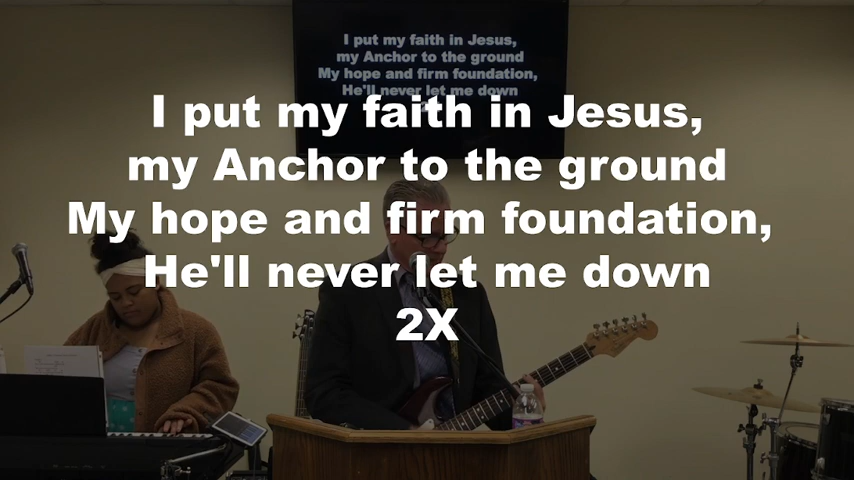 I put my faith in Jesus,
my Anchor to the ground
My hope and firm foundation,
He'll never let me down
I put my faith in Jesus,
my Anchor to the ground
My hope and firm foundation,
He'll never let me down
2X